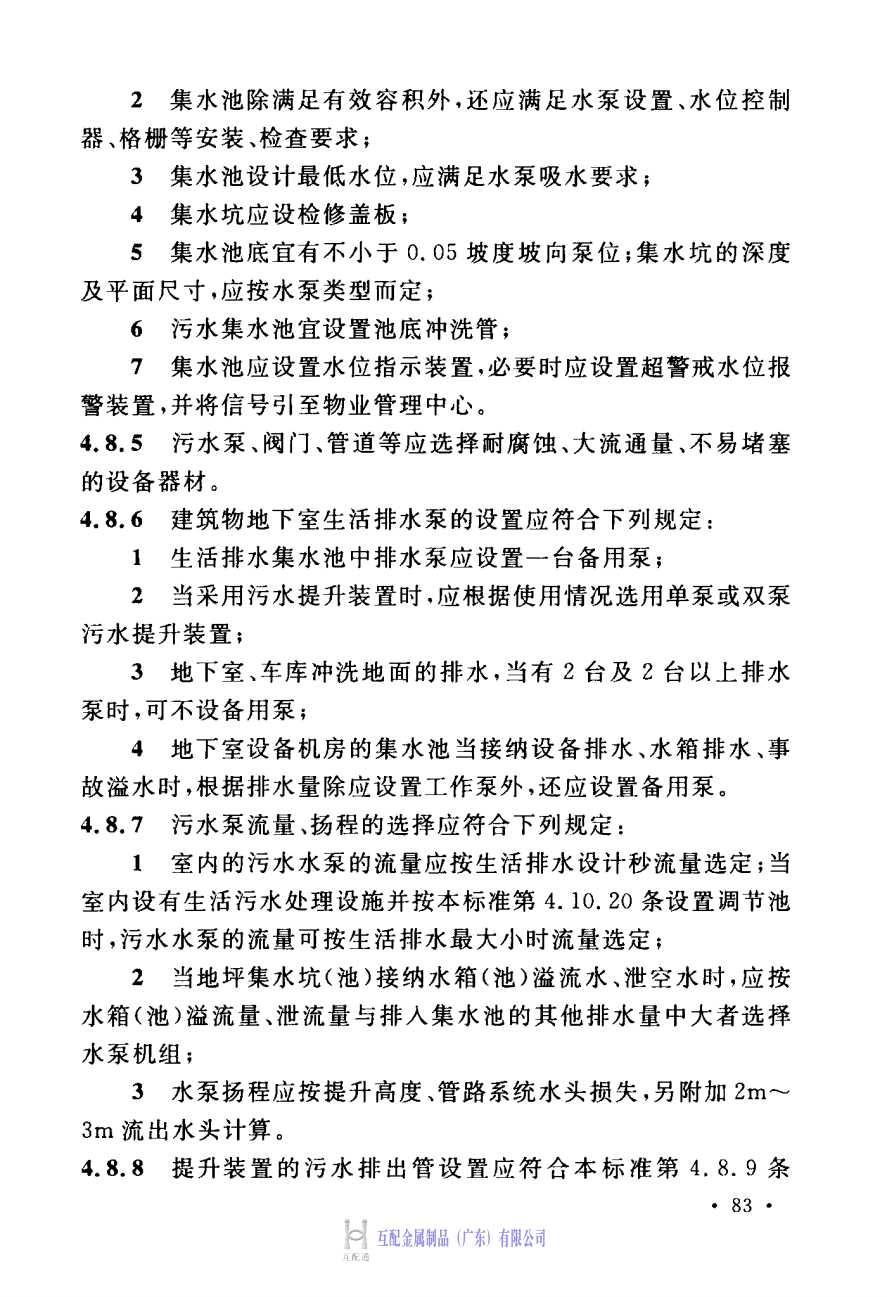 2 集水池除满足有效容积外,还应满足水泵设置、水位控制
器、格栅等安装、检查要求;
3 集水池设计最低水位,应满足水泵吸水要求;
4 集水坑应设检修盖板;
5 集水池底宜有不小于 0.05 坡度坡向泵位;集水坑的深度
及平面尺寸,应按水泵类型而定;
6 污水集水池宜设置池底冲洗管;
7 集水池应设置水位指示装置,必要时应设置超警戒水位报
警装置,并将信号引至物业管理中心。
4.8.5 污水泵、阀门、管道等应选择耐腐蚀、大流通量、不易堵塞
的设备器材。
4.8.6 建筑物地下室生活排水泵的设置应符合下列规定:
1 生活排水集水池中排水泵应设置一台备用泵;
2 当采用污水提升装置时,应根据使用情况选用单泵或双泵
污水提升装置;
3 地下室、车库冲洗地面的排水,当有 2 台及 2 台以上排水
泵时,可不设备用泵;
4 地下室设备机房的集水池当接纳设备排水、水箱排水、事
故溢水时,根据排水量除应设置工作泵外,还应设置备用泵。
4.8.7 污水泵流量、扬程的选择应符合下列规定:
1 室内的污水水泵的流量应按生活排水设计秒流量选定;当
室内设有生活污水处理设施并按本标准第 4.10.20 条设置调节池
时,污水水泵的流量可按生活排水最大小时流量选定;
2 当地坪集水坑(池)接纳水箱(池)溢流水、泄空水时,应按
水箱(池)溢流量、泄流量与排入集水池的其他排水量中大者选择
水泵机组;
3 水泵扬程应按提升高度、管路系统水头损失,另附加 2m~
3m 流出水头计算。
4.8.8 提升装置的污水排出管设置应符合本标准第 4.8.9 条
• 83 •
互配金属制品(广东)有限公司
互配通